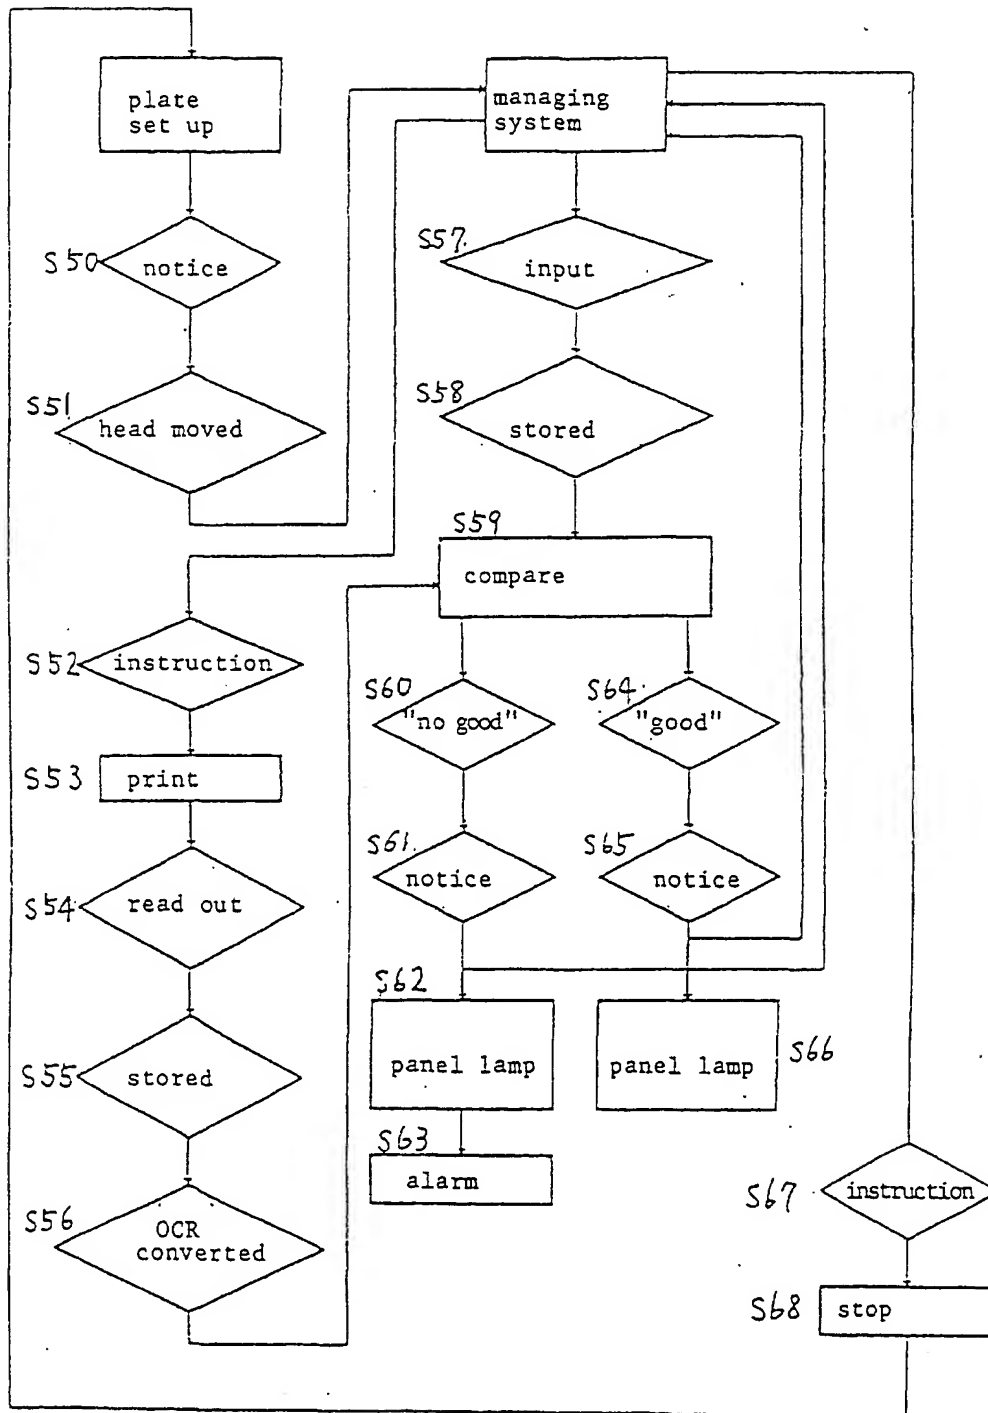 plate
set up
S50
notice
S51
head moved
managing
system
S57.
input
S58
stored
S59
compare
S52
instruction
S53
print
S54
read out
S55
stored
S56
OCR
converted
S60
"no good"
S61.
notice
S62
panel lamp
S63
alarm
S64.
"good"
S65
notice
panel lamp
S66
S67
instruction
S68
stop